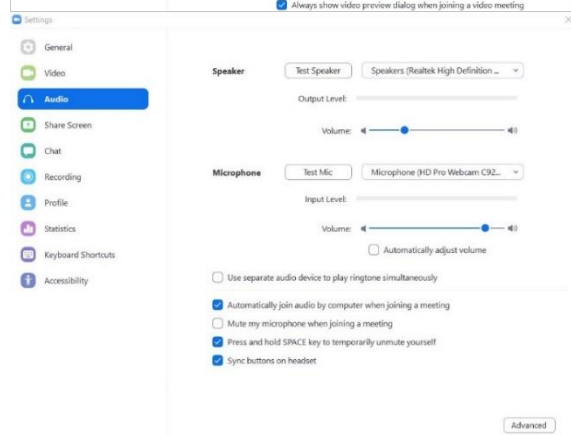 Always show video preview dialog when joining a video meeting
Settings
General
Video
Audio
Share Screen
Chat
Recording
Profile
Statistics
Keyboard Shortcuts
Accessibility
Speaker
Test Speaker
Speakers (Realtek High Definition ...
Output Level:
Volume:
Microphone
Test Mic
Microphone (HD Pro Webcam C92...
Input Level:
Volume:
Automatically adjust volume
Use separate audio device to play ringtone simultaneously
Automatically join audio by computer when joining a meeting
Mute my microphone when joining a meeting
Press and hold SPACE key to temporarily unmute yourself
Sync buttons on headset
Advanced